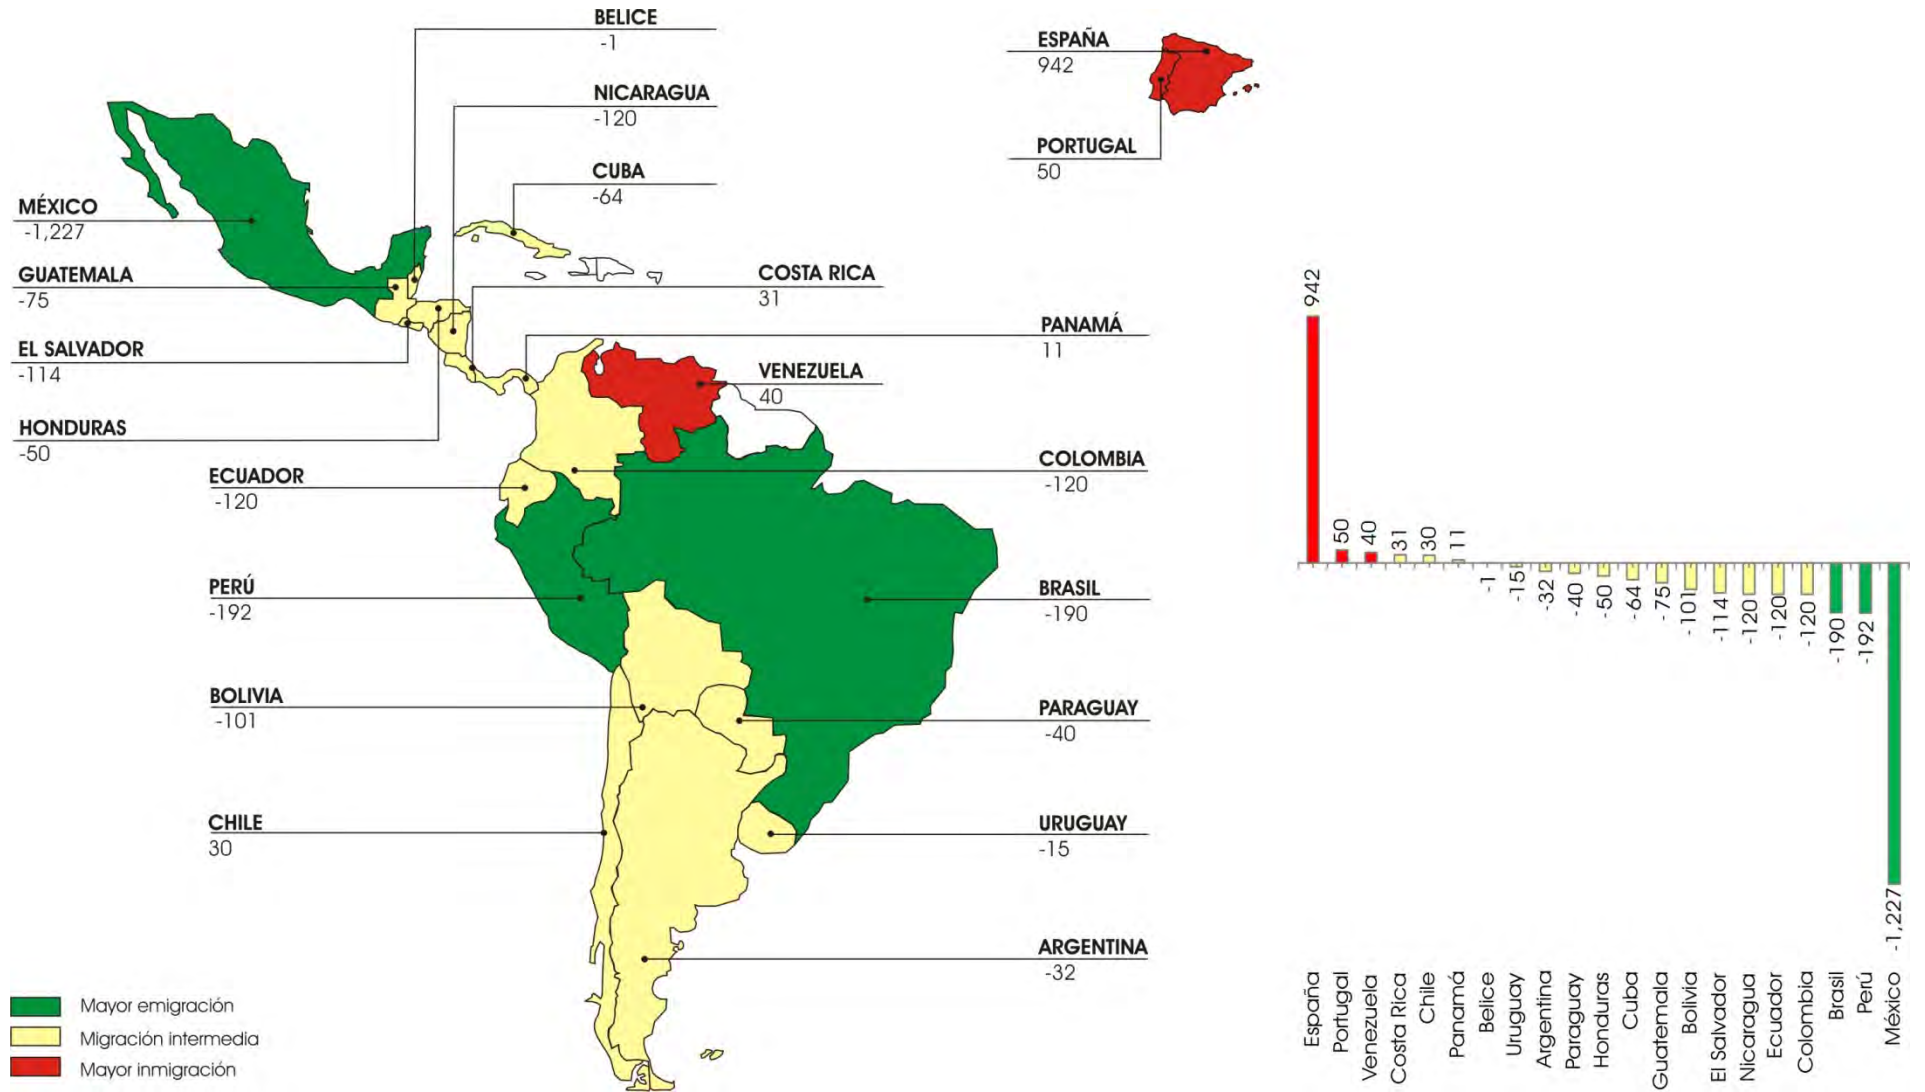 BELICE
-1
NICARAGUA
-120
CUBA
-64
ESPAÑA
942
PORTUGAL
50
MÉXICO
-1,227
GUATEMALA
-75
EL SALVADOR
-114
HONDURAS
-50
COSTA RICA
31
PANAMÁ
11
VENEZUELA
40
ECUADOR
-120
COLOMBIA
-120
PERÚ
-192
BRASIL
-190
BOLIVIA
-101
PARAGUAY
-40
CHILE
30
URUGUAY
-15
ARGENTINA
-32
Mayor emigración
Migración intermedia
Mayor inmigración
942
50
40
31
30
11
-1
-15
-32
-40
-50
-64
-75
-101
-114
-120
-120
-120
-190
-192
-1,227
España
Portugal
Venezuela
Costa Rica
Chile
Panamá
Belice
Uruguay
Argentina
Paraguay
Honduras
Cuba
Guatemala
Bolivia
El Salvador
Nicaragua
Ecuador
Colombia
Brasil
Perú
México